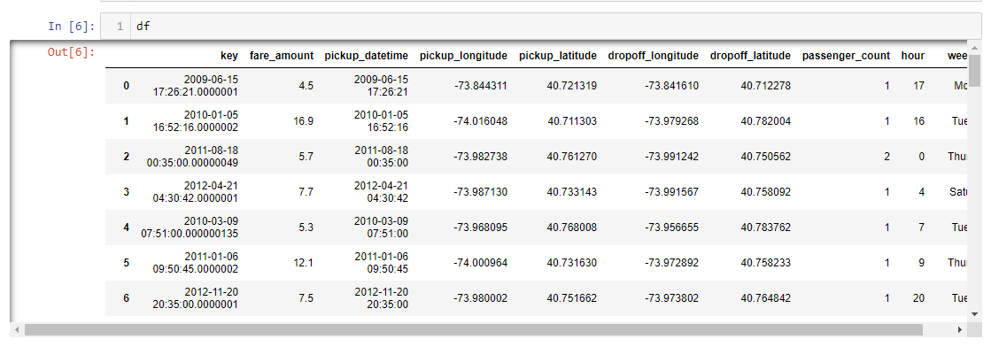 In [6]: 1 df
Out[6]:
key fare_amount pickup_datetime pickup_longitude pickup_latitude dropoff_longitude dropoff_latitude passenger_count hour wee
0 2009-06-15 17:26:21.0000001 4.5 2009-06-15 17:26:21 -73.844311 40.721319 -73.841610 40.712278 1 17 Mo
1 2010-01-05 16:52:16.0000002 16.9 2010-01-05 16:52:16 -74.016048 40.711303 -73.979268 40.782004 1 16 Tue
2 2011-08-18 00:35:00.00000049 5.7 2011-08-18 00:35:00 -73.982738 40.761270 -73.991242 40.750562 2 0 Thu
3 2012-04-21 04:30:42.0000001 7.7 2012-04-21 04:30:42 -73.987130 40.733143 -73.991567 40.758092 1 4 Satu
4 2010-03-09 07:51:00.000000135 5.3 2010-03-09 07:51:00 -73.968095 40.768008 -73.956655 40.783762 1 7 Tue
5 2011-01-06 09:50:45.0000002 12.1 2011-01-06 09:50:45 -74.000964 40.731630 -73.972892 40.758233 1 9 Thu
6 2012-11-20 20:35:00.0000001 7.5 2012-11-20 20:35:00 -73.980002 40.751662 -73.973802 40.764842 1 20 Tue